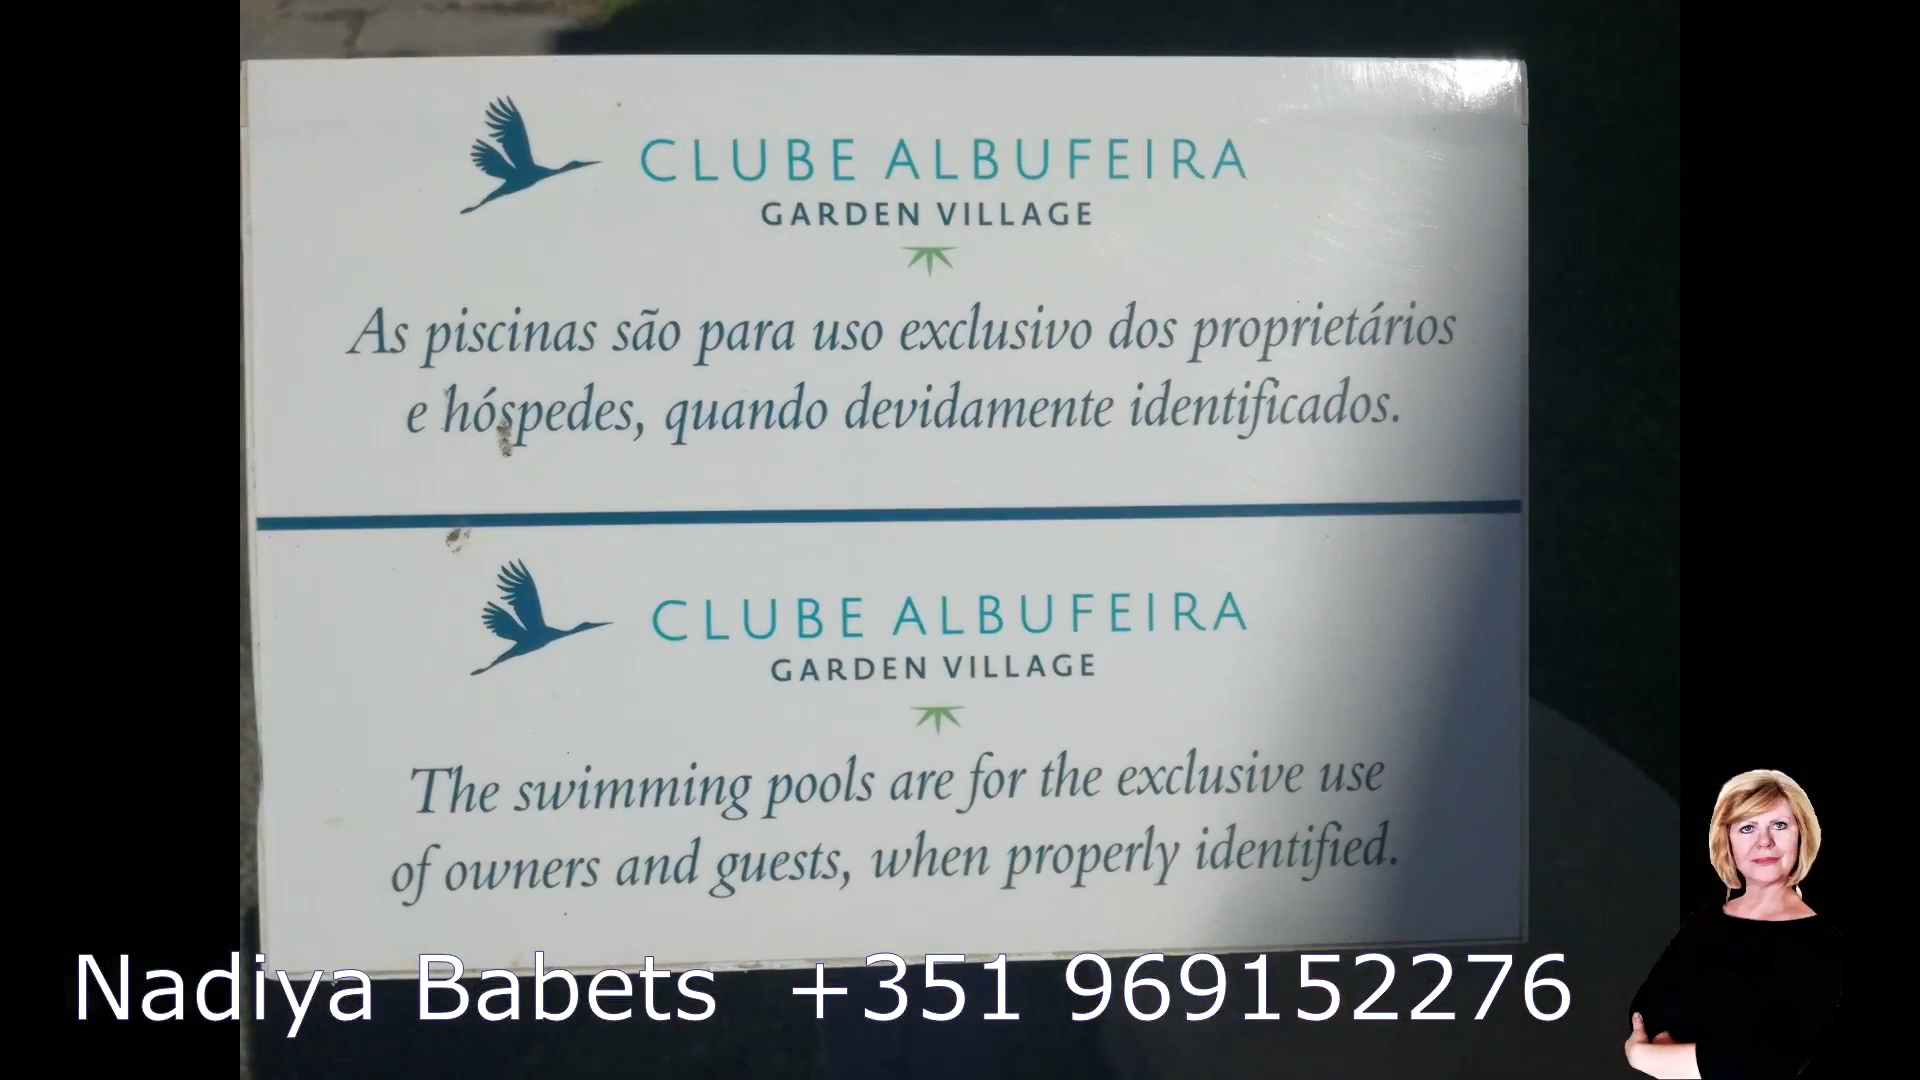 CLUBE ALBUFEIRA
GARDEN VILLAGE
As piscinas são para uso exclusivo dos proprietários
e hóspedes, quando devidamente identificados.
CLUBE ALBUFEIRA
GARDEN VILLAGE
The swimming pools are for the exclusive use
of owners and guests, when properly identified.
Nadiya Babets +351 969152276